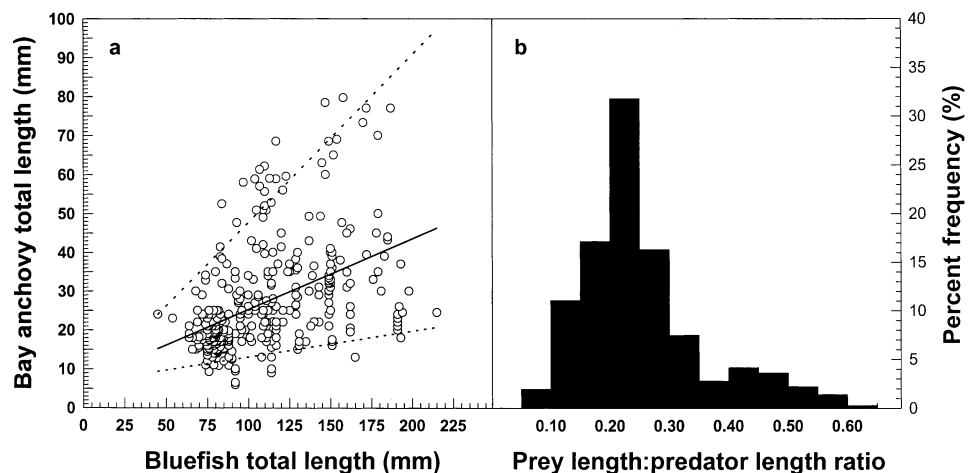 a
b
100
90
80
70
60
50
40
30
20
10
0
Bay anchovy total length (mm)
0 25 50 75 100 125 150 175 200 225
Bluefish total length (mm)
40
35
30
25
20
15
10
5
0
Percent frequency (%)
0.10 0.20 0.30 0.40 0.50 0.60
Prey length:predator length ratio